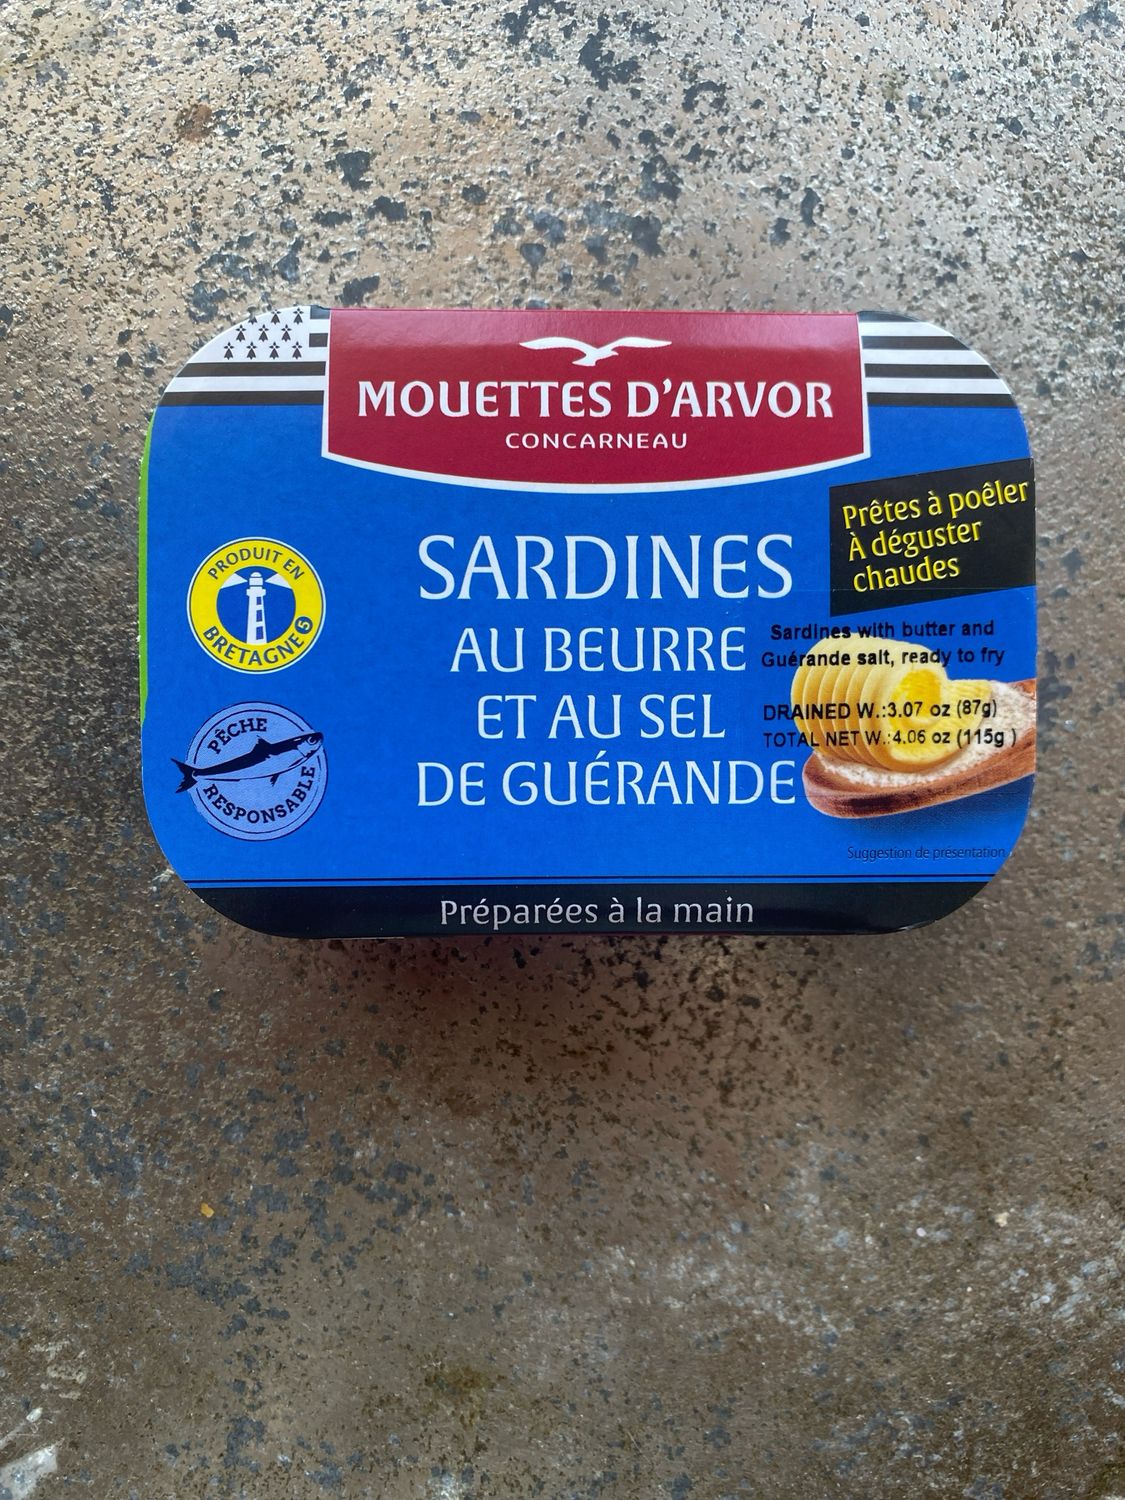 MOUETTES D'ARVOR
CONCARNEAU
Prêtes à poêler
À déguster
chaudes
PRODUIT EN
BRETAGNE
SARDINES
AU BEURRE
ET AU SEL
DE GUÉRANDE
Sardines with butter and
Guérande salt, ready to fry
DRAINED W.:3.07 oz (87g)
TOTAL NET W.:4.06 oz (115g )
PÊCHE
RESPONSABLE
Suggestion de présentation
Préparées à la main